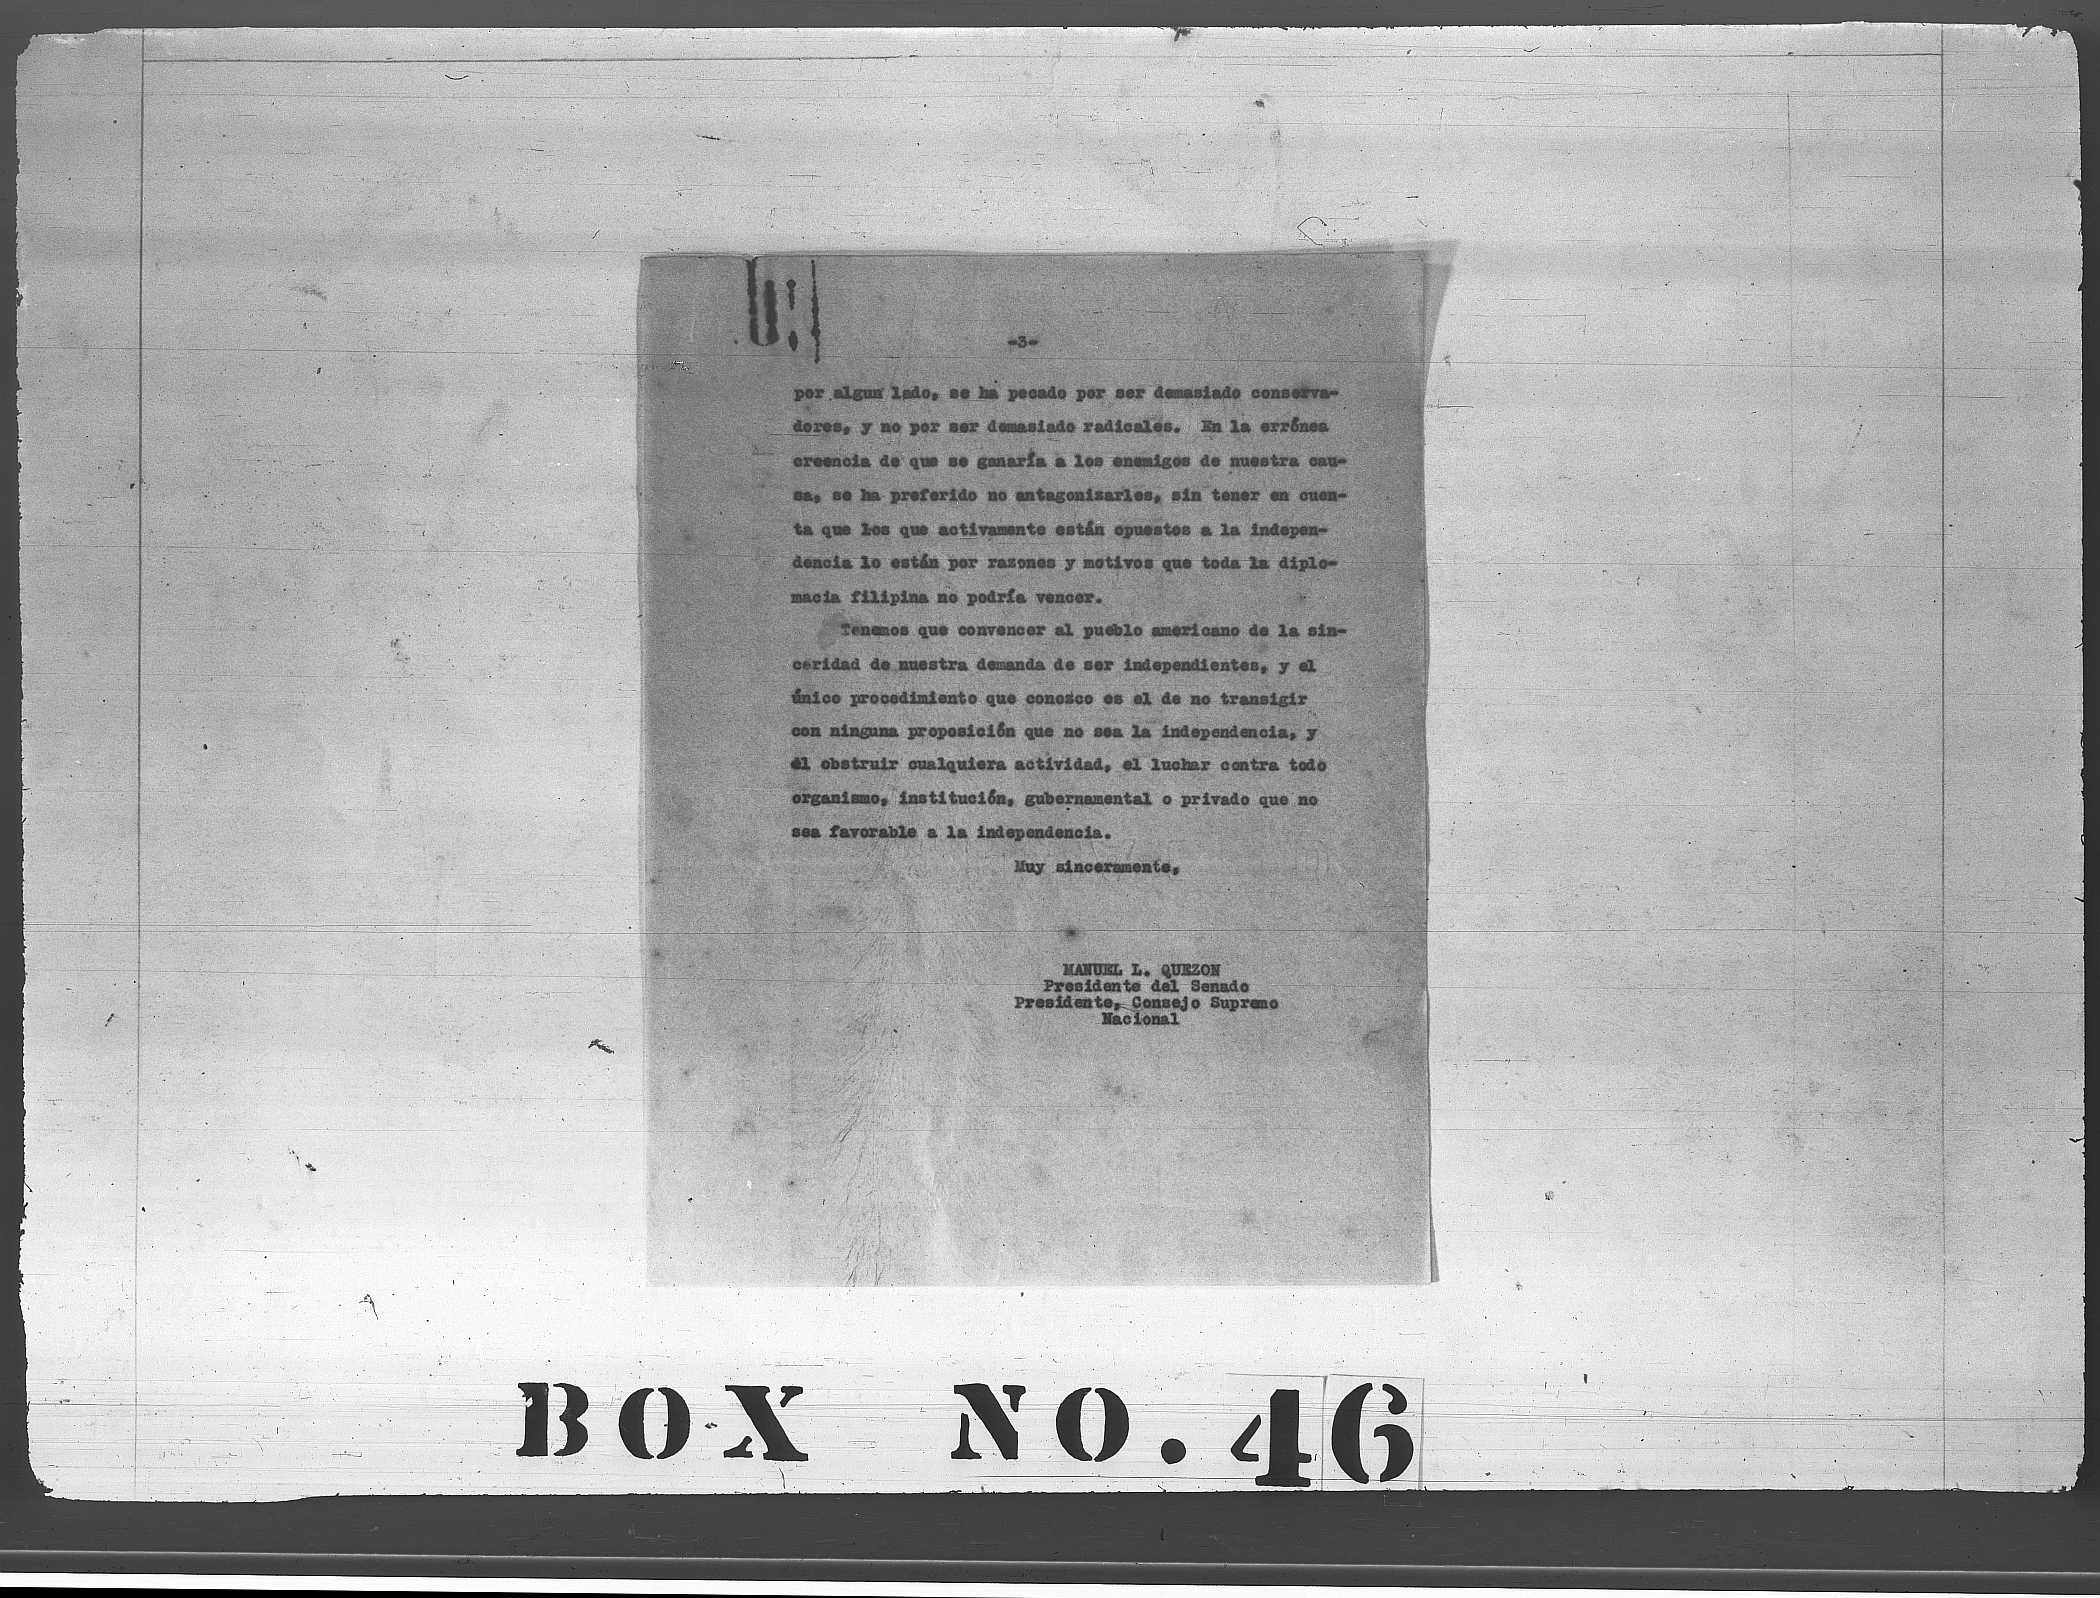 -3-
por algun lado, se ha pecado por ser demasiado conserva-
dores, y no por ser demasiado radicales. En la errónea
creencia de que se ganaría a los enemigos de nuestra cau-
sa, se ha preferido no antagonizarles, sin tener en cuen-
ta que los que activamente están opuestos a la indepen-
dencia lo están por razones y motivos que toda la diplo-
macia filipina no podría vencer.
Tenemos que convencer al pueblo americano de la sin-
ceridad de nuestra demanda de ser independientes, y el
único procedimiento que conozco es el de no transigir
con ninguna proposición que no sea la independencia, y
el obstruir cualquiera actividad, el luchar contra todo
organismo, institución, gubernamental o privado que no
sea favorable a la independencia.
Muy sinceramente,
MANUEL L. QUEZON
Presidente del Senado
Presidente, Consejo Supremo
Nacional
BOX NO. 46